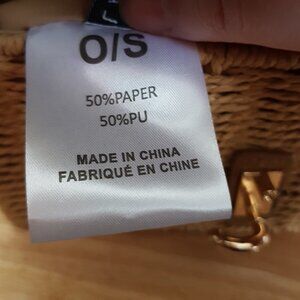 O/S
50%PAPER
50%PU
MADE IN CHINA
FABRIQUÉ EN CHINE